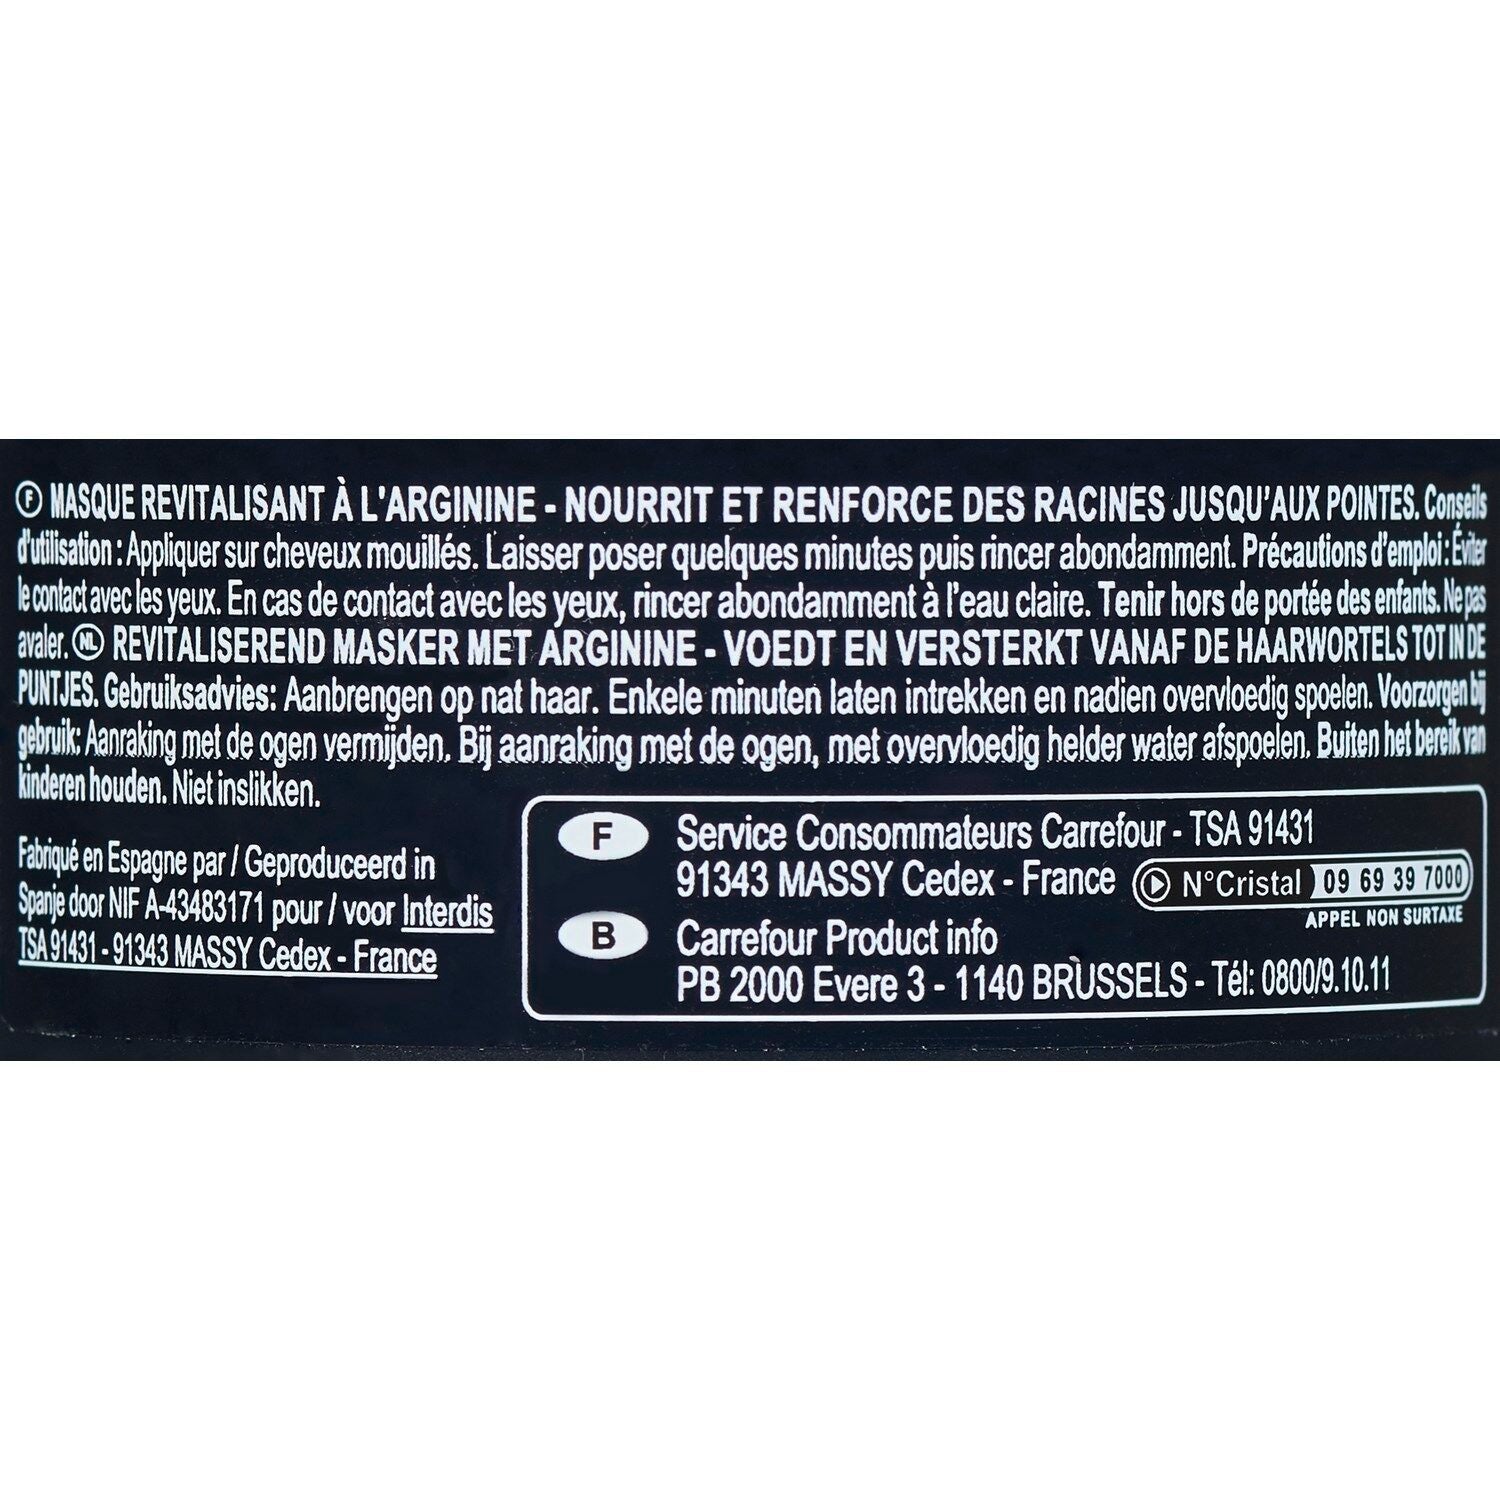 F MASQUE REVITALISANT À L'ARGININE - NOURRIT ET RENFORCE DES RACINES JUSQU'AUX POINTES. Conseils
d'utilisation : Appliquer sur cheveux mouillés. Laisser poser quelques minutes puis rincer abondamment. Précautions d'emploi : Éviter
le contact avec les yeux. En cas de contact avec les yeux, rincer abondamment à l'eau claire. Tenir hors de portée des enfants. Ne pas
avaler. NL REVITALISEREND MASKER MET ARGININE - VOEDT EN VERSTERKT VANAF DE HAARWORTELS TOT IN DE
PUNTJES. Gebruiksadvies: Aanbrengen op nat haar. Enkele minuten laten intrekken en nadien overvloedig spoelen. Voorzorgen bij
gebruik: Aanraking met de ogen vermijden. Bij aanraking met de ogen, met overvloedig helder water afspoelen. Buiten het bereik van
kinderen houden. Niet inslikken.
Fabriqué en Espagne par / Geproduceerd in
Spanje door NIF A-43483171 pour / voor Interdis
TSA 91431 - 91343 MASSY Cedex - France
F Service Consommateurs Carrefour - TSA 91431
91343 MASSY Cedex - France N°Cristal 09 69 39 7000
APPEL NON SURTAXÉ
B Carrefour Product info
PB 2000 Evere 3 - 1140 BRUSSELS - Tél: 0800/9.10.11